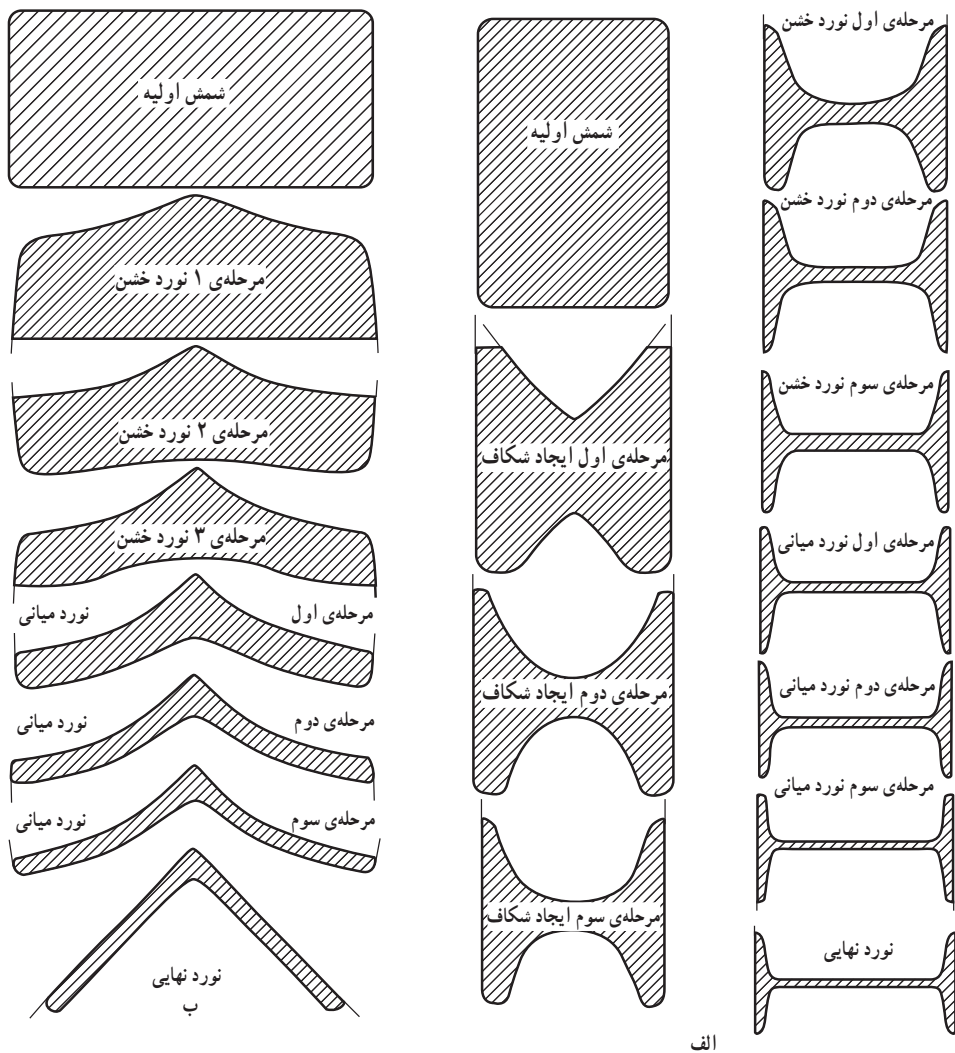 شمش اولیه
مرحله‌ی اول ایجاد شکاف
مرحله‌ی دوم ایجاد شکاف
مرحله‌ی سوم ایجاد شکاف
مرحله‌ی اول نورد خشن
مرحله‌ی دوم نورد خشن
مرحله‌ی سوم نورد خشن
مرحله‌ی اول نورد میانی
مرحله‌ی دوم نورد میانی
مرحله‌ی سوم نورد میانی
نورد نهایی
الف
شمش اولیه
مرحله‌ی ۱ نورد خشن
مرحله‌ی ۲ نورد خشن
مرحله‌ی ۳ نورد خشن
مرحله‌ی اول نورد میانی
مرحله‌ی دوم نورد میانی
مرحله‌ی سوم نورد میانی
نورد نهایی
ب